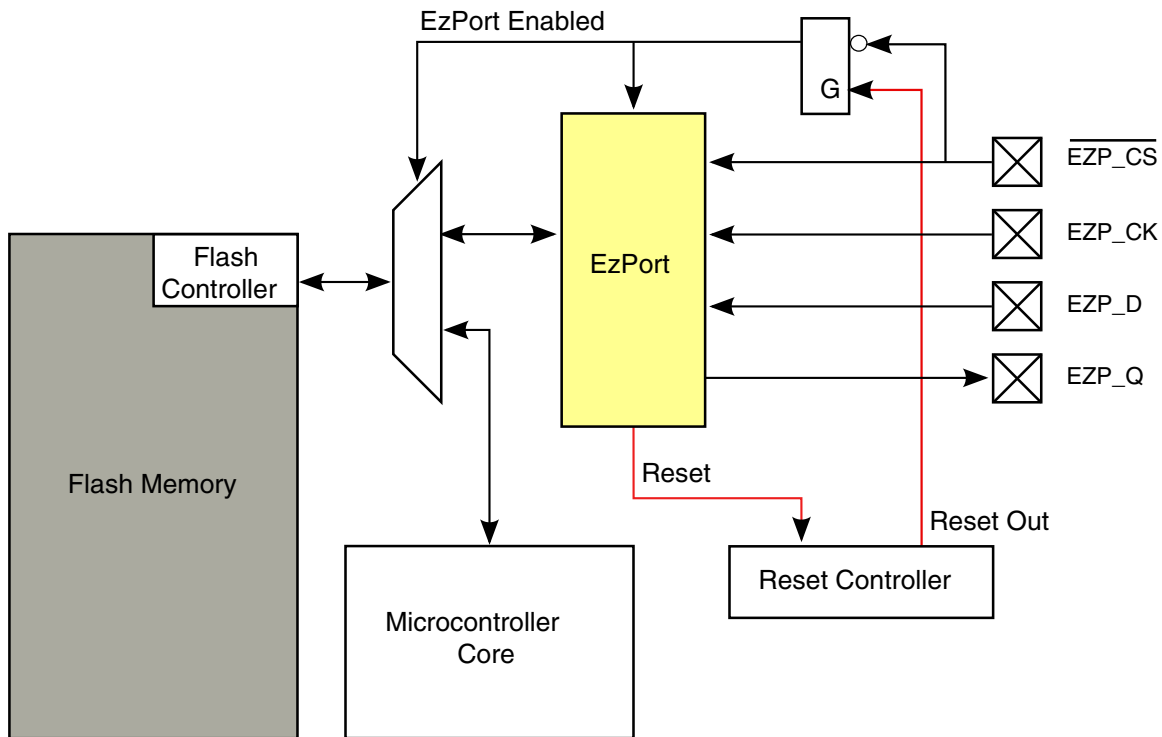 EzPort Enabled
G
EZP_CS
EZP_CK
EZP_D
EZP_Q
Flash
Controller
EzPort
Flash Memory
Reset
Reset Out
Reset Controller
Microcontroller
Core